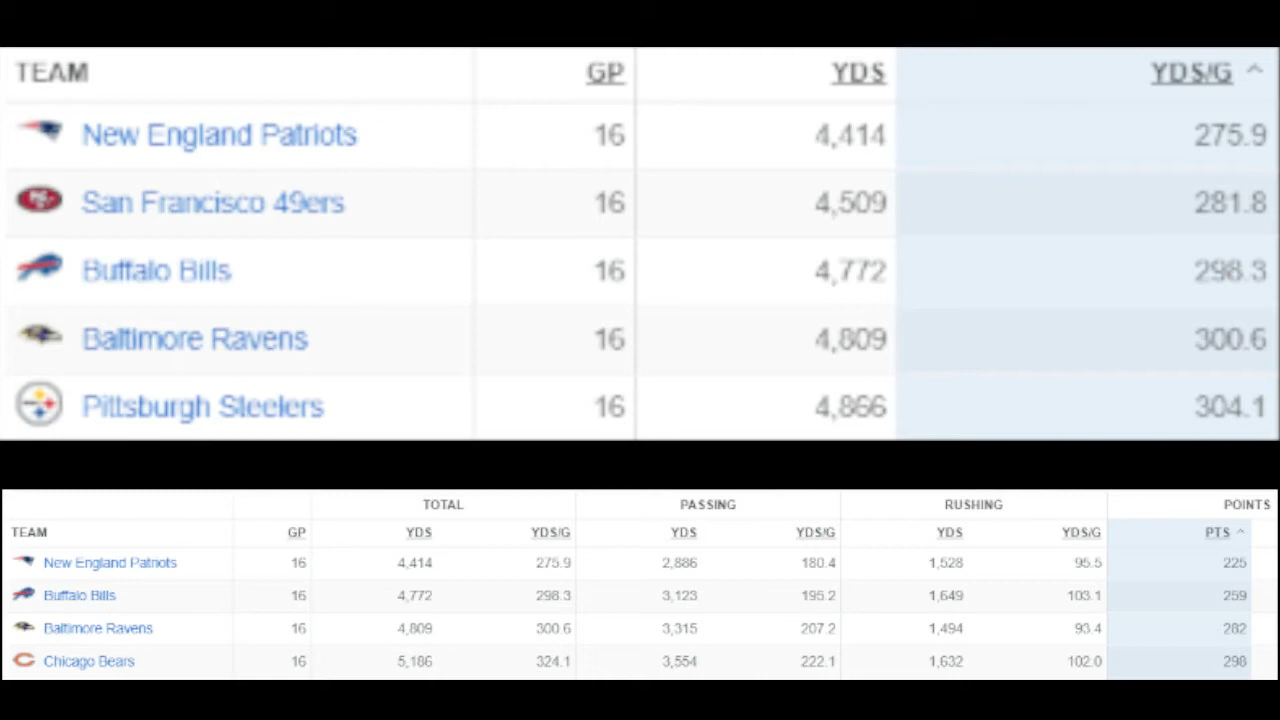 TEAM GP YDS YDS/G
New England Patriots 16 4,414 275.9
San Francisco 49ers 16 4,509 281.8
Buffalo Bills 16 4,772 298.3
Baltimore Ravens 16 4,809 300.6
Pittsburgh Steelers 16 4,866 304.1
TOTAL PASSING RUSHING POINTS
TEAM GP YDS YDS/G YDS YDS/G YDS YDS/G PTS
New England Patriots 16 4,414 275.9 2,886 180.4 1,528 95.5 225
Buffalo Bills 16 4,772 298.3 3,123 195.2 1,649 103.1 259
Baltimore Ravens 16 4,809 300.6 3,315 207.2 1,494 93.4 282
Chicago Bears 16 5,186 324.1 3,554 222.1 1,632 102.0 298